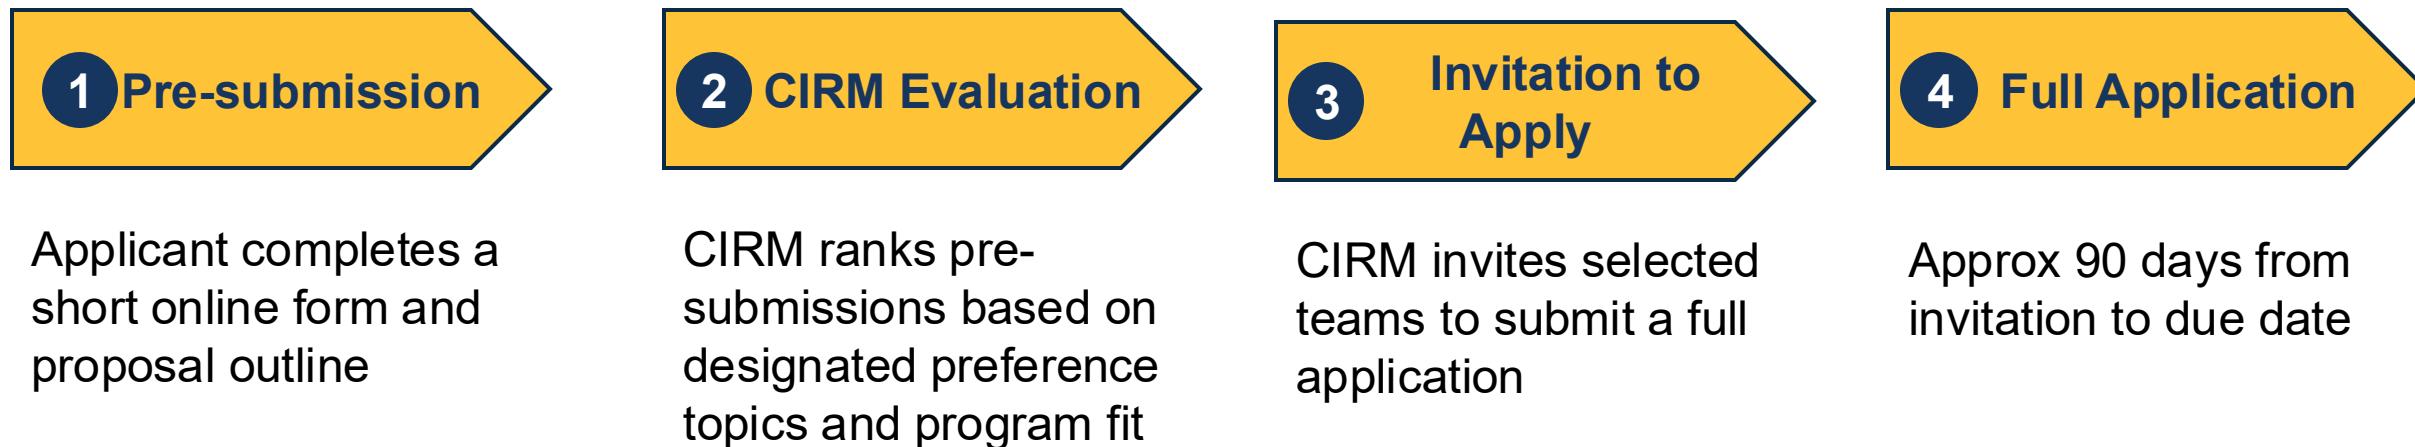 1 Pre-submission
Applicant completes a
short online form and
proposal outline
2 CIRM Evaluation
CIRM ranks pre-
submissions based on
designated preference
topics and program fit
3 Invitation to
Apply
CIRM invites selected
teams to submit a full
application
4 Full Application
Approx 90 days from
invitation to due date